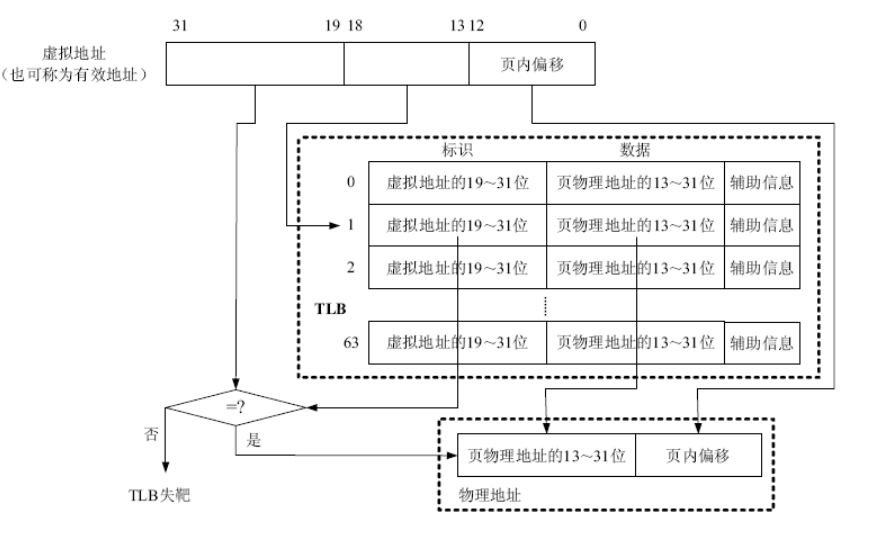 31 19 18 13 12 0
虚拟地址
（也可称为有效地址）
页内偏移
标识 数据
0 虚拟地址的19~31位 页物理地址的13~31位 辅助信息
1 虚拟地址的19~31位 页物理地址的13~31位 辅助信息
2 虚拟地址的19~31位 页物理地址的13~31位 辅助信息
TLB
63 虚拟地址的19~31位 页物理地址的13~31位 辅助信息
=?
否 是
页物理地址的13~31位 页内偏移
TLB失靶 物理地址